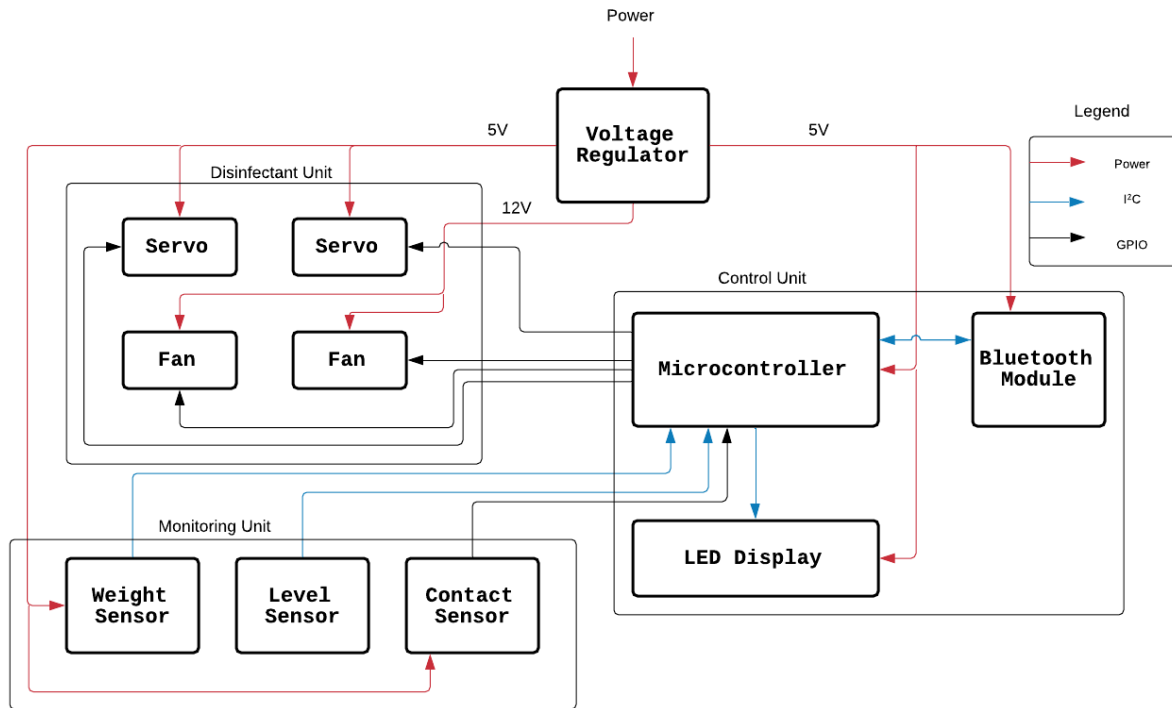 Power
Voltage
Regulator
5V
5V
Legend
Power
I²C
GPIO
Disinfectant Unit
12V
Servo
Servo
Fan
Fan
Control Unit
Microcontroller
Bluetooth
Module
LED Display
Monitoring Unit
Weight
Sensor
Level
Sensor
Contact
Sensor